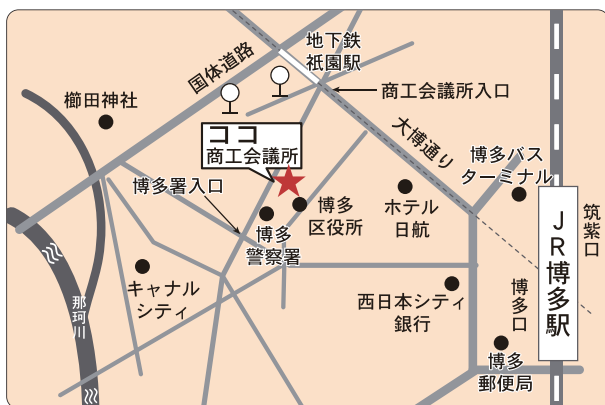 地下鉄
祇園駅
国体道路
商工会議所入口
櫛田神社
大博通り
ココ
商工会議所
博多バス
ターミナル
博多署入口
博多
区役所
ホテル
日航
筑紫口
博多
警察署
JR博多駅
キャナル
シティ
西日本シティ
銀行
博多口
那珂川
博多
郵便局